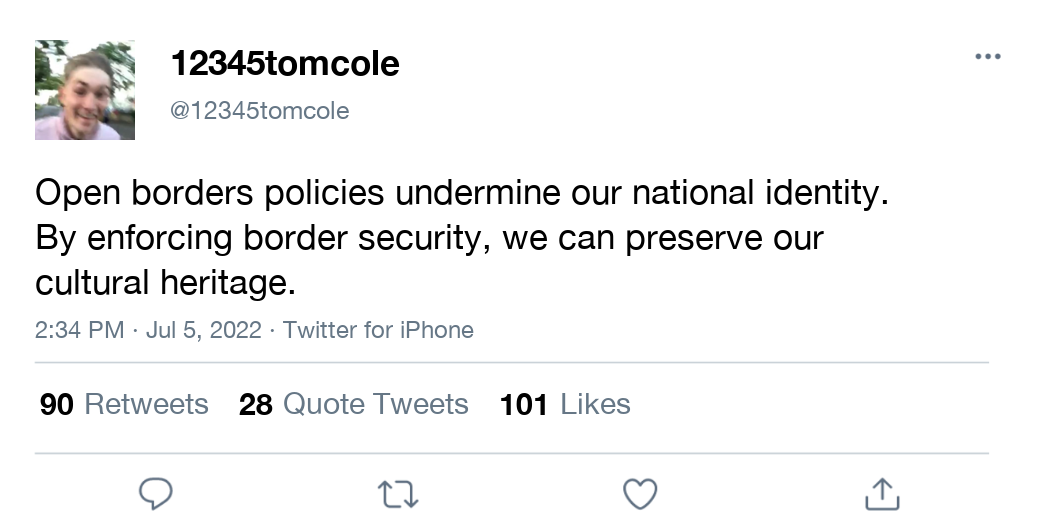 12345tomcole
@12345tomcole
Open borders policies undermine our national identity.
By enforcing border security, we can preserve our
cultural heritage.
2:34 PM · Jul 5, 2022 · Twitter for iPhone
90 Retweets 28 Quote Tweets 101 Likes